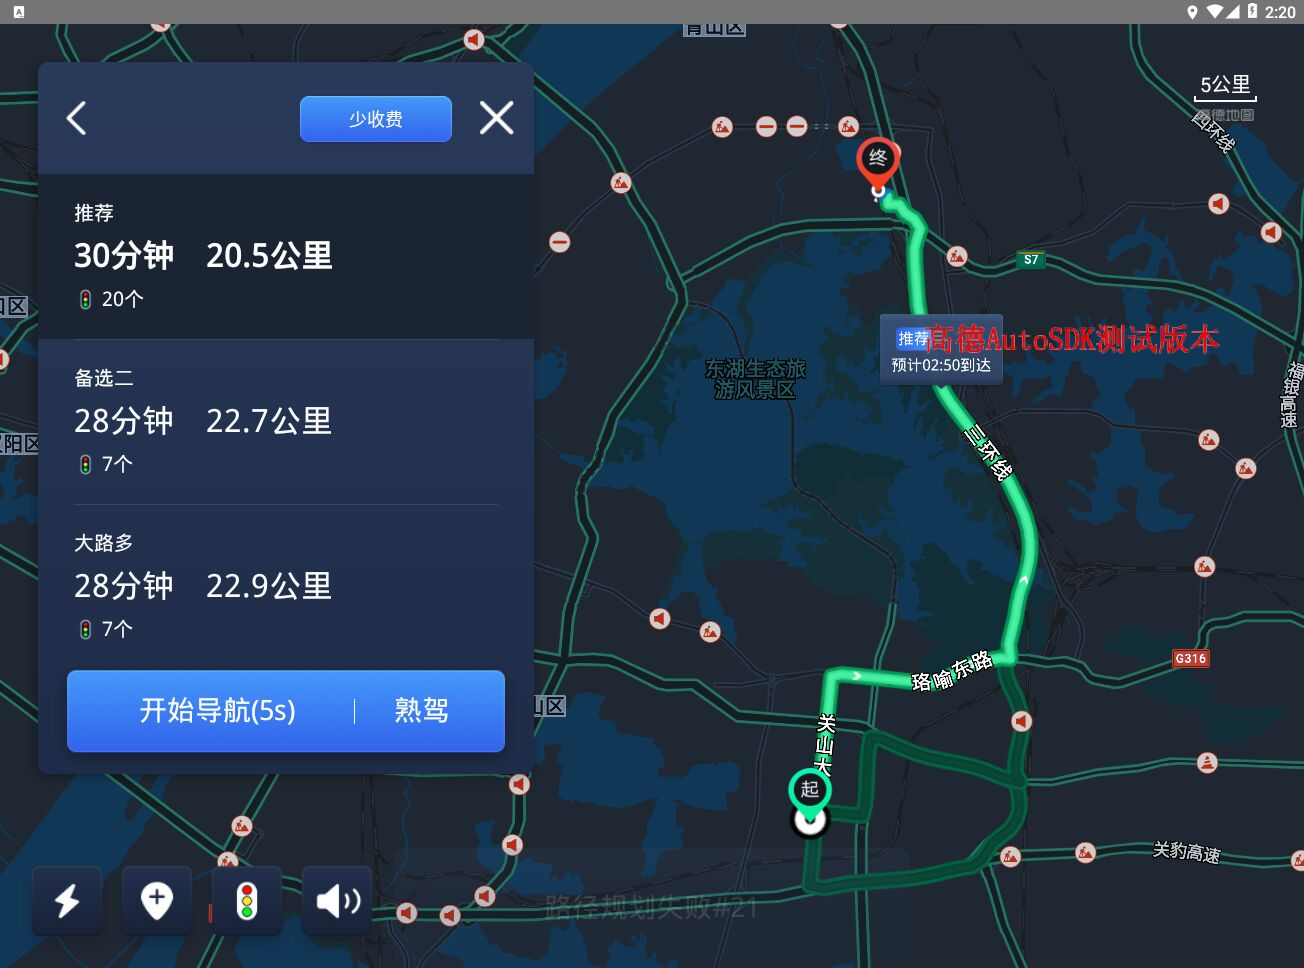 2:20
青山区
5公里
高德地图
四环线
少收费
终
推荐
30分钟 20.5公里
20个
S7
推荐
高德AutoSDK测试版本
预计02:50到达
东湖生态旅
游风景区
福银高速
备选二
28分钟 22.7公里
7个
三环线
大路多
28分钟 22.9公里
7个
G316
珞喻东路
开始导航(5s) 熟驾
山区
关山大
起
关豹高速
路径规划失败#21